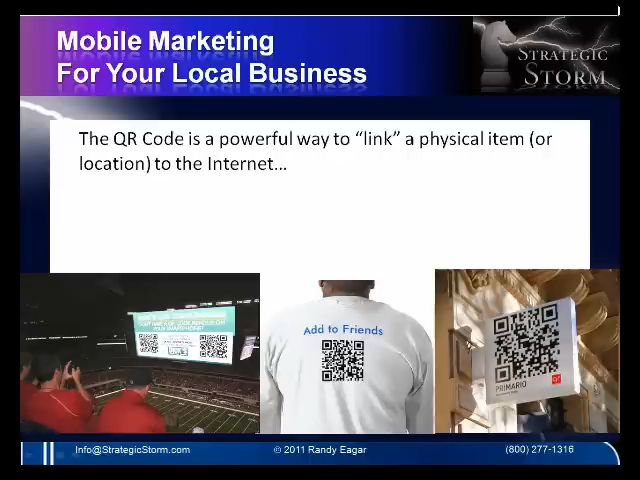 Mobile Marketing
For Your Local Business
STRATEGIC
STORM
The QR Code is a powerful way to “link” a physical item (or
location) to the Internet…
Add to Friends
PRIMARIO
Info@StrategicStorm.com
© 2011 Randy Eagar
(800) 277-1316